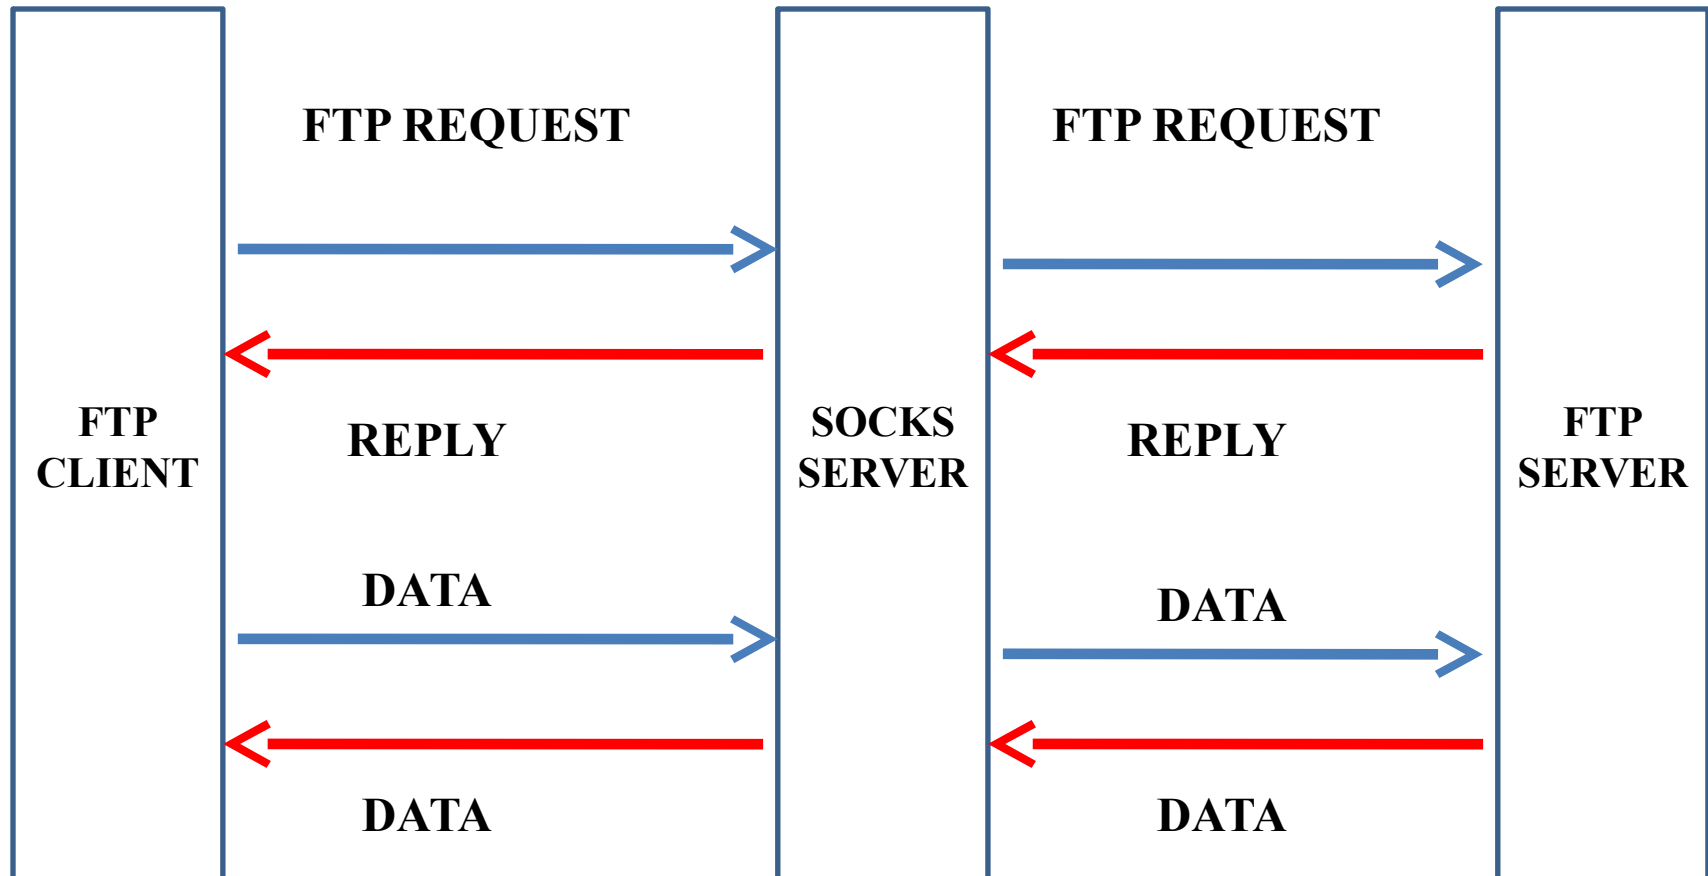 FTP REQUEST
FTP REQUEST
FTP
CLIENT
REPLY
SOCKS
SERVER
REPLY
FTP
SERVER
DATA
DATA
DATA
DATA